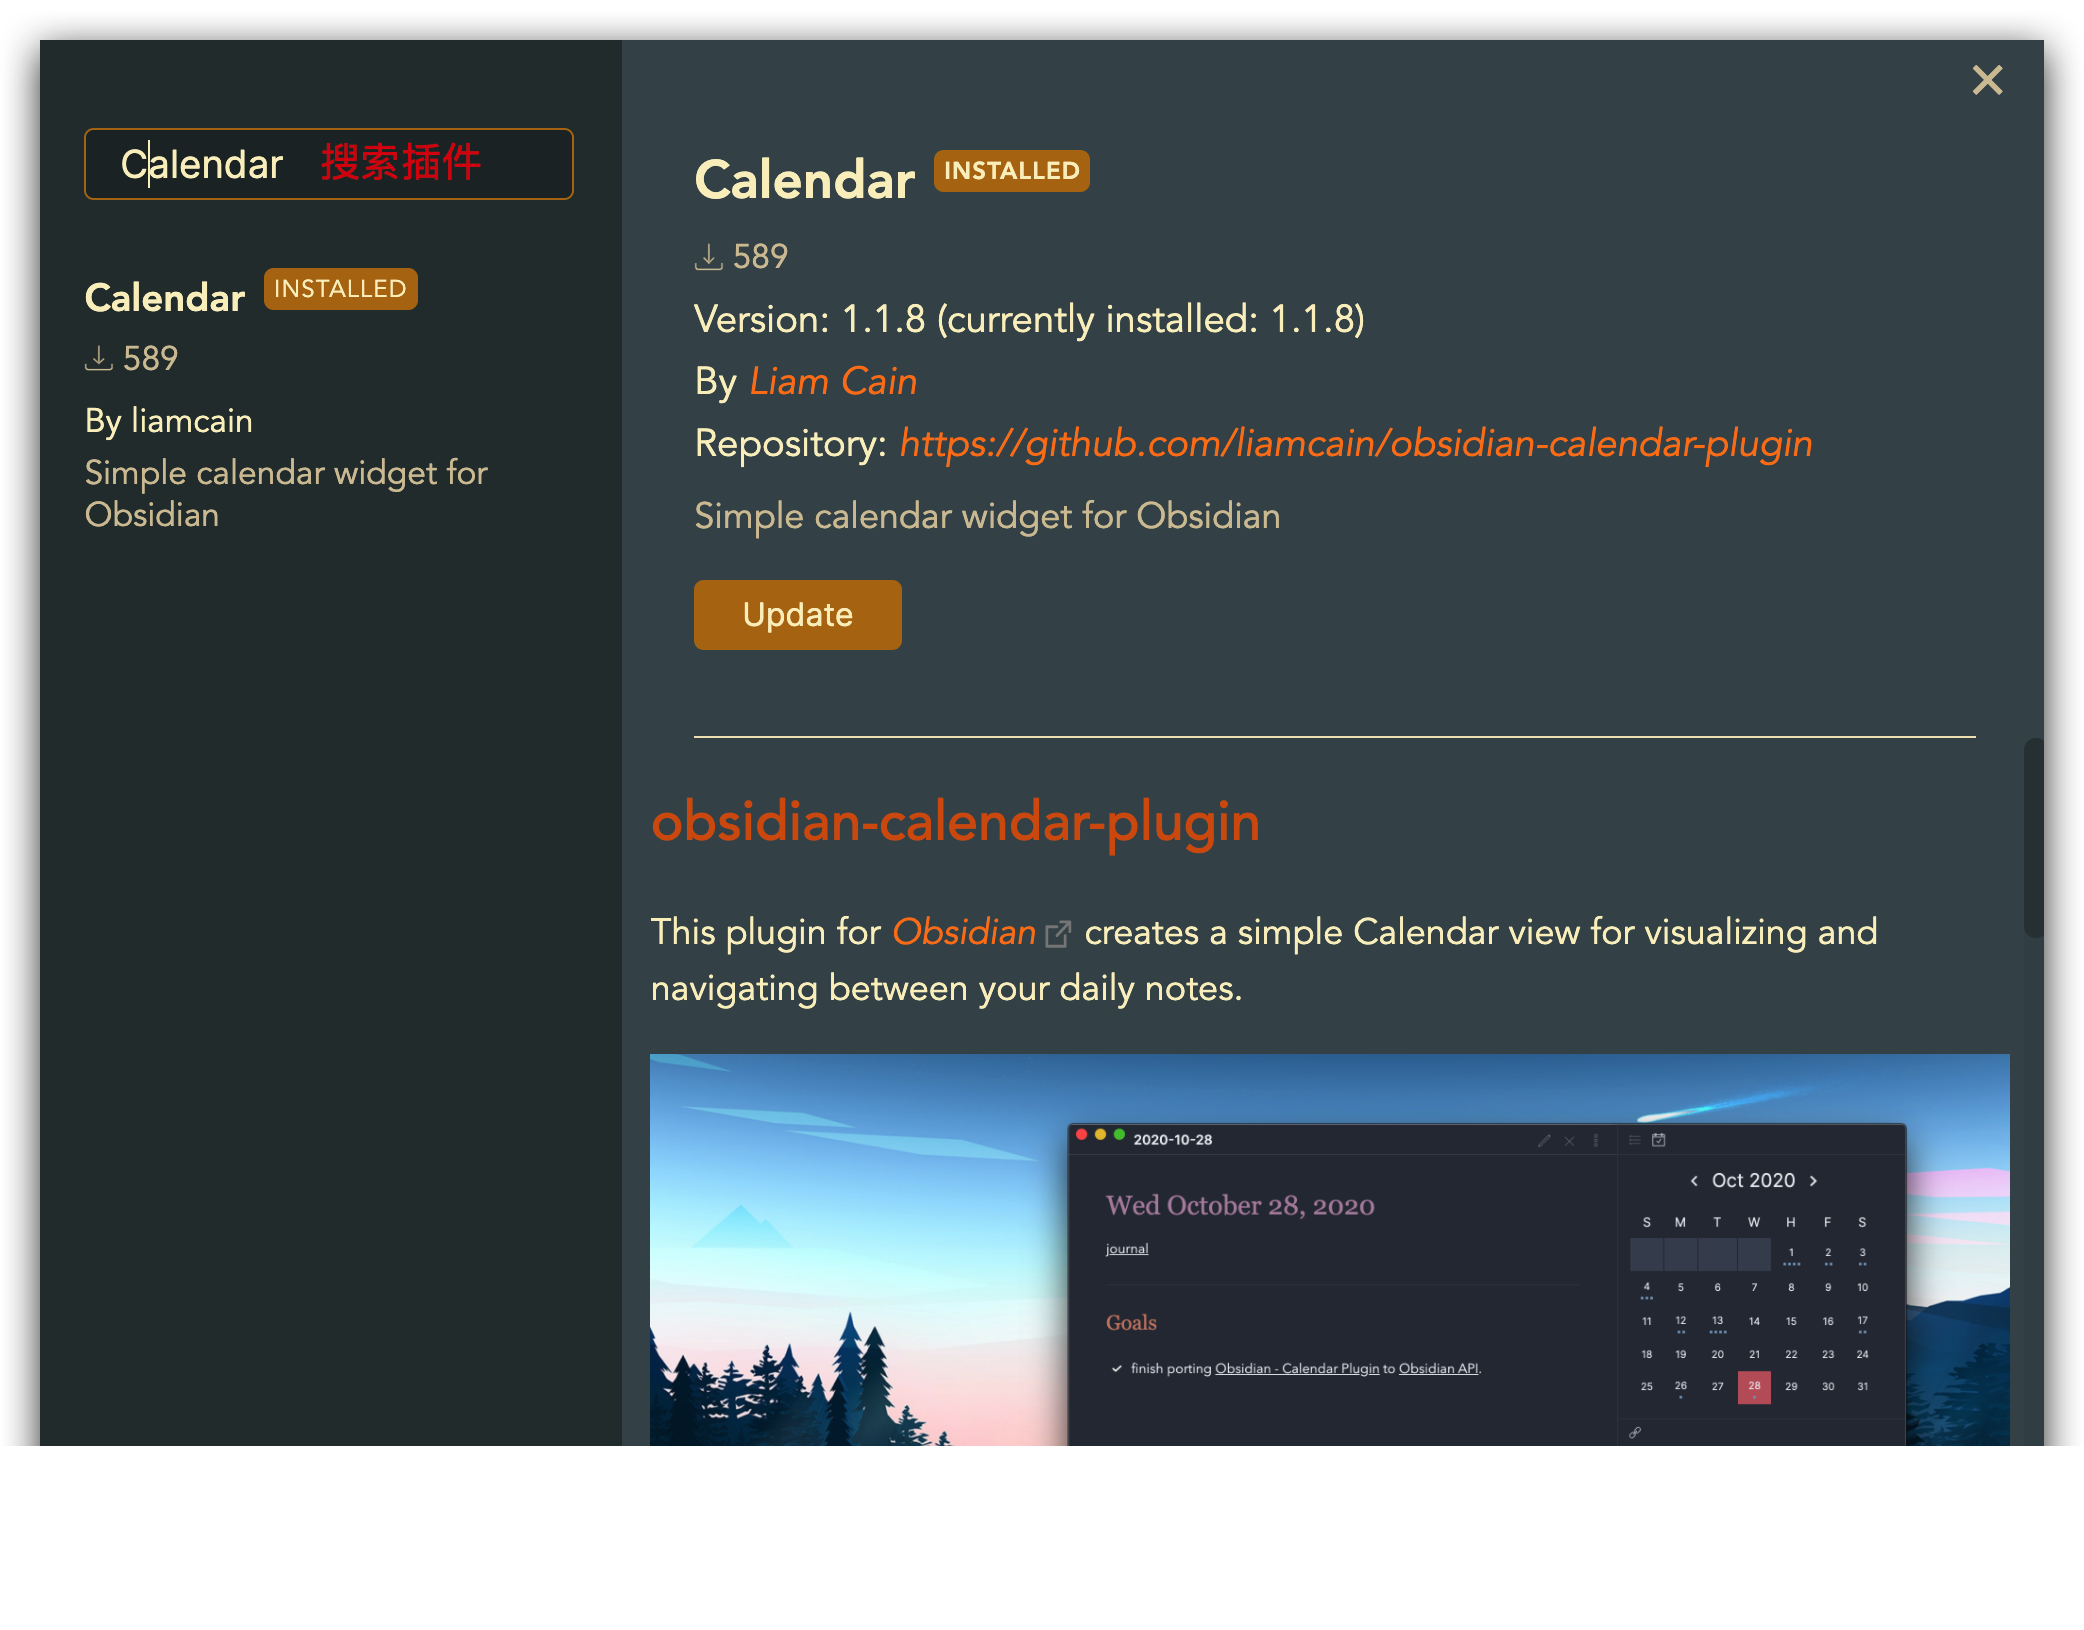 Calendar 搜索插件
Calendar INSTALLED
589
By liamcain
Simple calendar widget for
Obsidian
Calendar INSTALLED
589
Version: 1.1.8 (currently installed: 1.1.8)
By Liam Cain
Repository: https://github.com/liamcain/obsidian-calendar-plugin
Simple calendar widget for Obsidian
Update
obsidian-calendar-plugin
This plugin for Obsidian creates a simple Calendar view for visualizing and
navigating between your daily notes.
2020-10-28
Wed October 28, 2020
journal
Goals
finish porting Obsidian - Calendar Plugin to Obsidian API.
Oct 2020
S M T W H F S
1 2 3
4 5 6 7 8 9 10
11 12 13 14 15 16 17
18 19 20 21 22 23 24
25 26 27 28 29 30 31